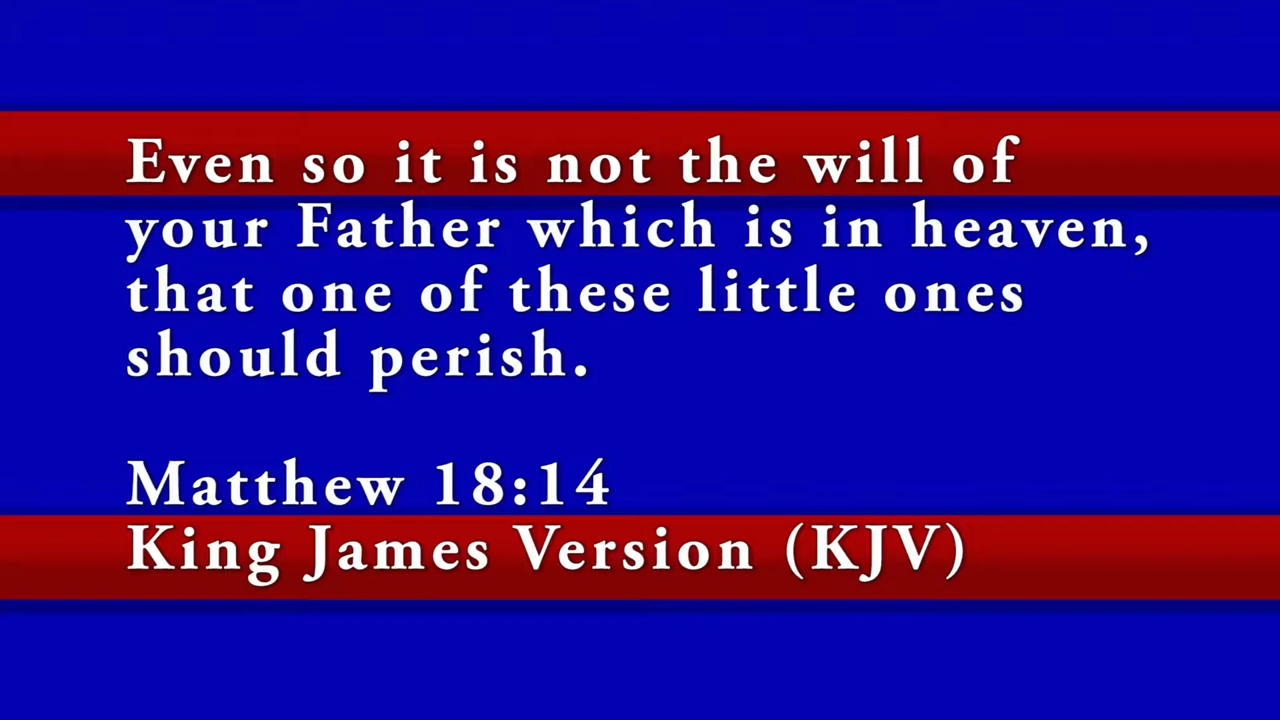 Even so it is not the will of
your Father which is in heaven,
that one of these little ones
should perish.
Matthew 18:14
King James Version (KJV)